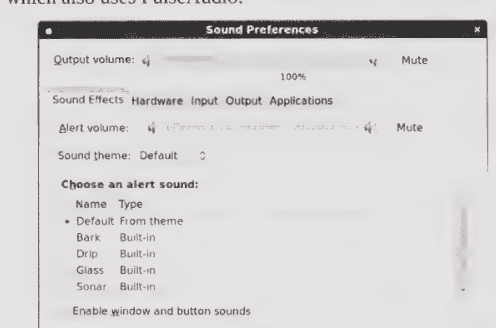 which also uses PulseAudio.
Sound Preferences
Output volume: Mute
100%
Sound Effects Hardware Input Output Applications
Alert volume: Mute
Sound theme: Default
Choose an alert sound:
Name Type
Default From theme
Bark Built-in
Drip Built-in
Glass Built-in
Sonar Built-in
Enable window and button sounds